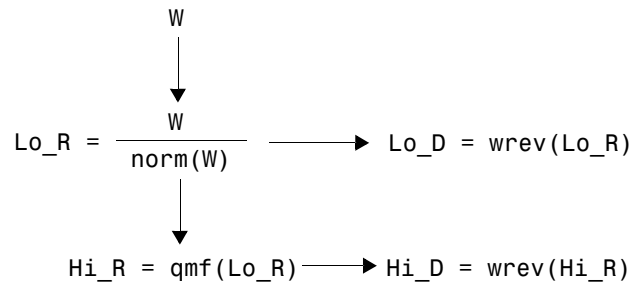 W
Lo_R = W / norm(W) Lo_D = wrev(Lo_R)
Hi_R = qmf(Lo_R) Hi_D = wrev(Hi_R)